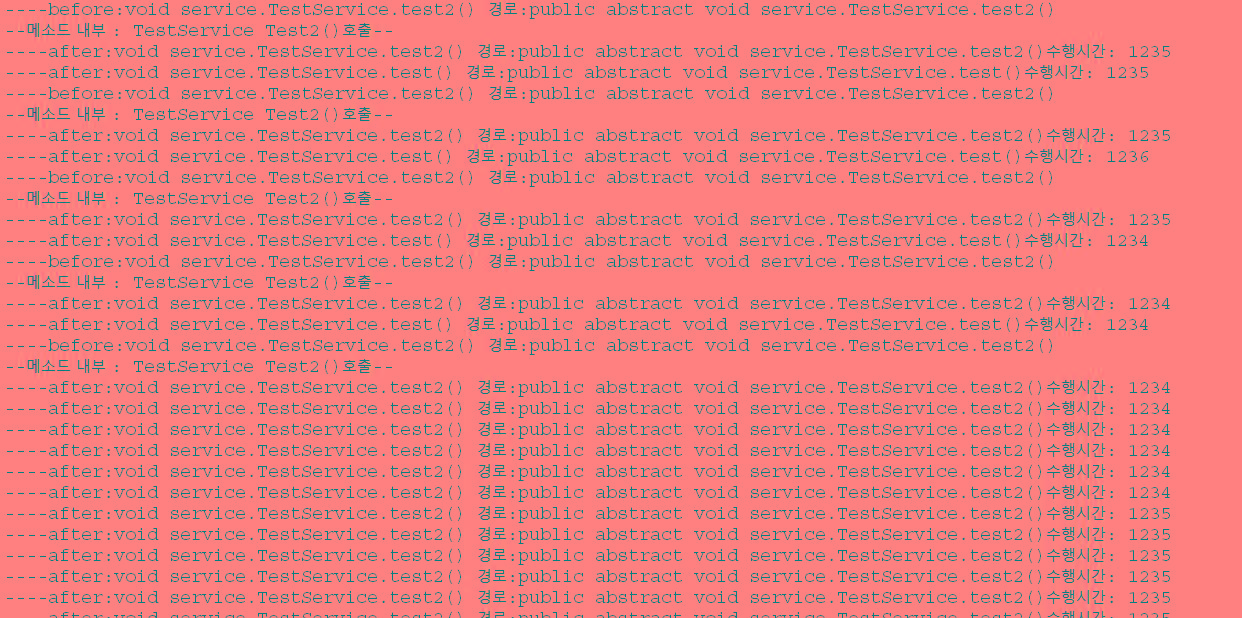 ----before:void service.TestService.test2() 경로:public abstract void service.TestService.test2()
--메소드 내부 : TestService Test2()호출--
----after:void service.TestService.test2() 경로:public abstract void service.TestService.test2()수행시간: 1235
----after:void service.TestService.test() 경로:public abstract void service.TestService.test()수행시간: 1235
----before:void service.TestService.test2() 경로:public abstract void service.TestService.test2()
--메소드 내부 : TestService Test2()호출--
----after:void service.TestService.test2() 경로:public abstract void service.TestService.test2()수행시간: 1235
----after:void service.TestService.test() 경로:public abstract void service.TestService.test()수행시간: 1236
----before:void service.TestService.test2() 경로:public abstract void service.TestService.test2()
--메소드 내부 : TestService Test2()호출--
----after:void service.TestService.test2() 경로:public abstract void service.TestService.test2()수행시간: 1235
----after:void service.TestService.test() 경로:public abstract void service.TestService.test()수행시간: 1234
----before:void service.TestService.test2() 경로:public abstract void service.TestService.test2()
--메소드 내부 : TestService Test2()호출--
----after:void service.TestService.test2() 경로:public abstract void service.TestService.test2()수행시간: 1234
----after:void service.TestService.test() 경로:public abstract void service.TestService.test()수행시간: 1234
----before:void service.TestService.test2() 경로:public abstract void service.TestService.test2()
--메소드 내부 : TestService Test2()호출--
----after:void service.TestService.test2() 경로:public abstract void service.TestService.test2()수행시간: 1234
----after:void service.TestService.test2() 경로:public abstract void service.TestService.test2()수행시간: 1234
----after:void service.TestService.test2() 경로:public abstract void service.TestService.test2()수행시간: 1234
----after:void service.TestService.test2() 경로:public abstract void service.TestService.test2()수행시간: 1234
----after:void service.TestService.test2() 경로:public abstract void service.TestService.test2()수행시간: 1234
----after:void service.TestService.test2() 경로:public abstract void service.TestService.test2()수행시간: 1234
----after:void service.TestService.test2() 경로:public abstract void service.TestService.test2()수행시간: 1235
----after:void service.TestService.test2() 경로:public abstract void service.TestService.test2()수행시간: 1235
----after:void service.TestService.test2() 경로:public abstract void service.TestService.test2()수행시간: 1235
----after:void service.TestService.test2() 경로:public abstract void service.TestService.test2()수행시간: 1235
----after:void service.TestService.test2() 경로:public abstract void service.TestService.test2()수행시간: 1235
----after:void service.TestService.test2() 경로:public abstract void service.TestService.test2()수행시간: 1235